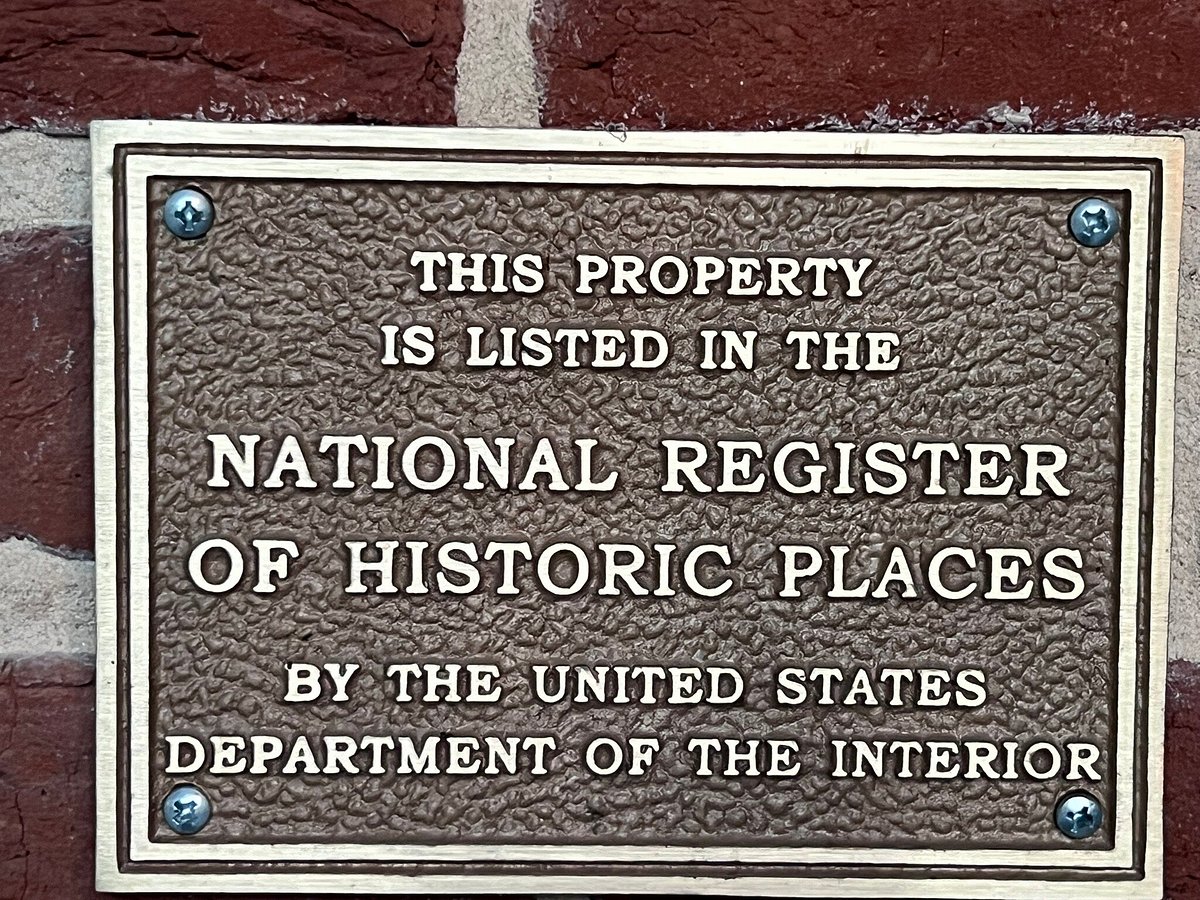 THIS PROPERTY
IS LISTED IN THE
NATIONAL REGISTER
OF HISTORIC PLACES
BY THE UNITED STATES
DEPARTMENT OF THE INTERIOR